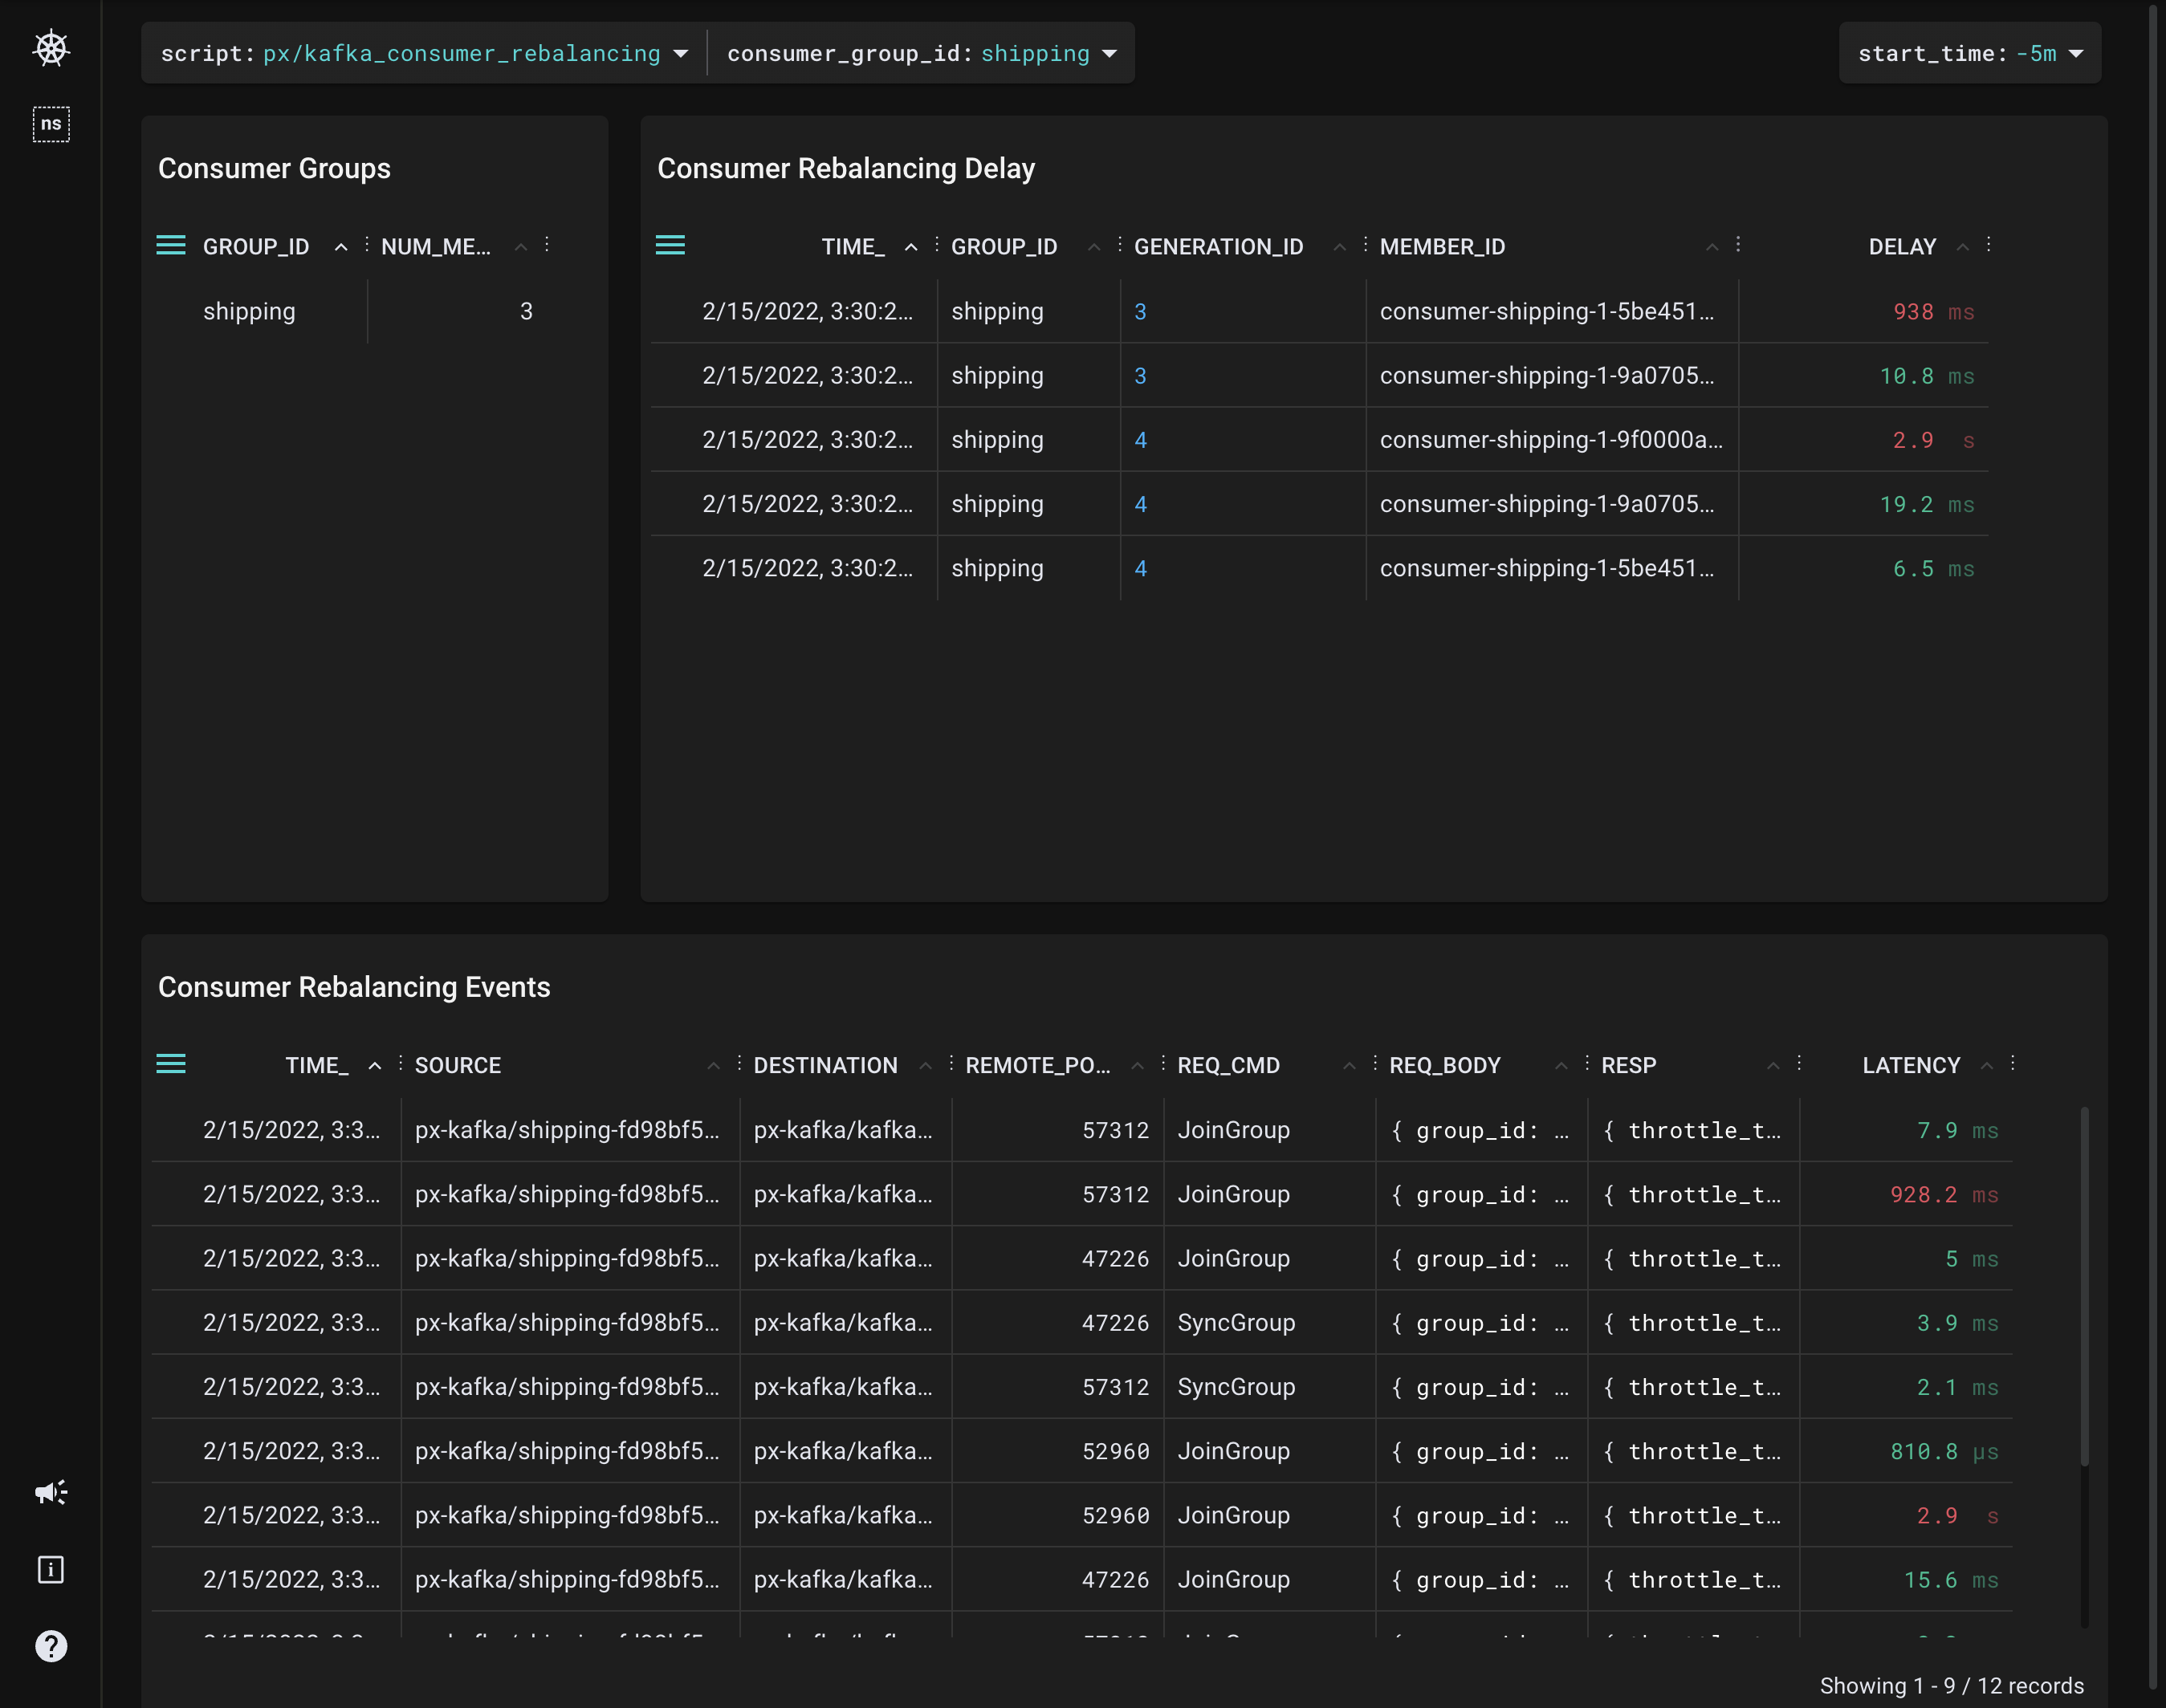 script: px/kafka_consumer_rebalancing consumer_group_id: shipping start_time: -5m
ns
Consumer Groups
GROUP_ID NUM_ME...
shipping 3
Consumer Rebalancing Delay
TIME_ GROUP_ID GENERATION_ID MEMBER_ID DELAY
2/15/2022, 3:30:2... shipping 3 consumer-shipping-1-5be451... 938 ms
2/15/2022, 3:30:2... shipping 3 consumer-shipping-1-9a0705... 10.8 ms
2/15/2022, 3:30:2... shipping 4 consumer-shipping-1-9f0000a... 2.9 s
2/15/2022, 3:30:2... shipping 4 consumer-shipping-1-9a0705... 19.2 ms
2/15/2022, 3:30:2... shipping 4 consumer-shipping-1-5be451... 6.5 ms
Consumer Rebalancing Events
TIME_ SOURCE DESTINATION REMOTE_PO... REQ_CMD REQ_BODY RESP LATENCY
2/15/2022, 3:3... px-kafka/shipping-fd98bf5... px-kafka/kafka... 57312 JoinGroup { group_id: ... { throttle_t... 7.9 ms
2/15/2022, 3:3... px-kafka/shipping-fd98bf5... px-kafka/kafka... 57312 JoinGroup { group_id: ... { throttle_t... 928.2 ms
2/15/2022, 3:3... px-kafka/shipping-fd98bf5... px-kafka/kafka... 47226 JoinGroup { group_id: ... { throttle_t... 5 ms
2/15/2022, 3:3... px-kafka/shipping-fd98bf5... px-kafka/kafka... 47226 SyncGroup { group_id: ... { throttle_t... 3.9 ms
2/15/2022, 3:3... px-kafka/shipping-fd98bf5... px-kafka/kafka... 57312 SyncGroup { group_id: ... { throttle_t... 2.1 ms
2/15/2022, 3:3... px-kafka/shipping-fd98bf5... px-kafka/kafka... 52960 JoinGroup { group_id: ... { throttle_t... 810.8 µs
2/15/2022, 3:3... px-kafka/shipping-fd98bf5... px-kafka/kafka... 52960 JoinGroup { group_id: ... { throttle_t... 2.9 s
2/15/2022, 3:3... px-kafka/shipping-fd98bf5... px-kafka/kafka... 47226 JoinGroup { group_id: ... { throttle_t... 15.6 ms
Showing 1 - 9 / 12 records